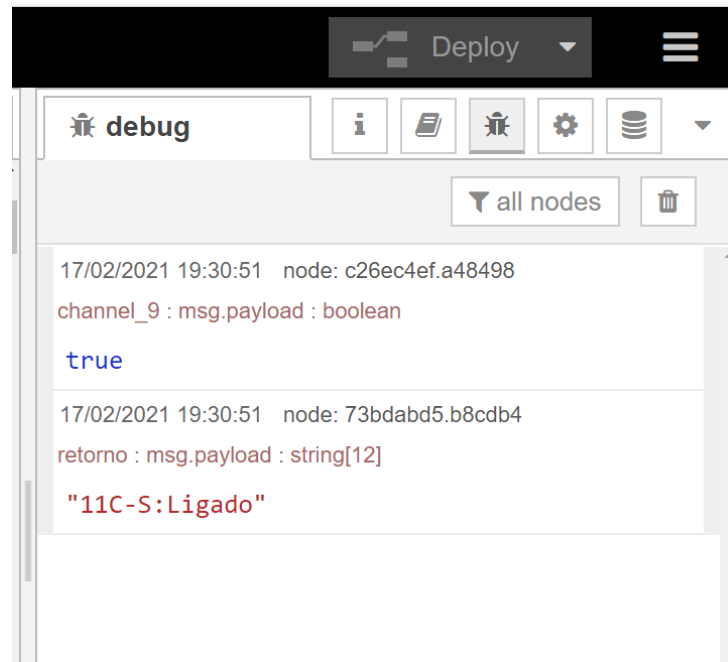 Deploy
debug
i
all nodes
17/02/2021 19:30:51 node: c26ec4ef.a48498
channel_9 : msg.payload : boolean
true
17/02/2021 19:30:51 node: 73bdabd5.b8cdb4
retorno : msg.payload : string[12]
"11C-S:Ligado"